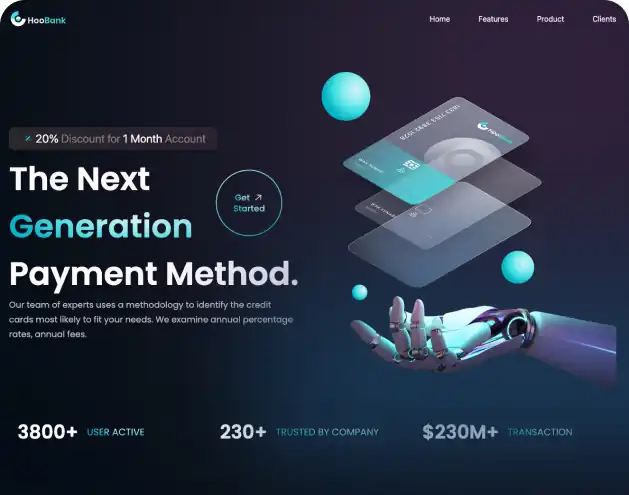 HooBank
Home Features Product Clients
20% Discount for 1 Month Account
The Next
Generation
Payment Method.
Get
Started
Our team of experts uses a methodology to identify the credit
cards most likely to fit your needs. We examine annual percentage
rates, annual fees.
HooBank
3800+ USER ACTIVE
230+ TRUSTED BY COMPANY
$230M+ TRANSACTION